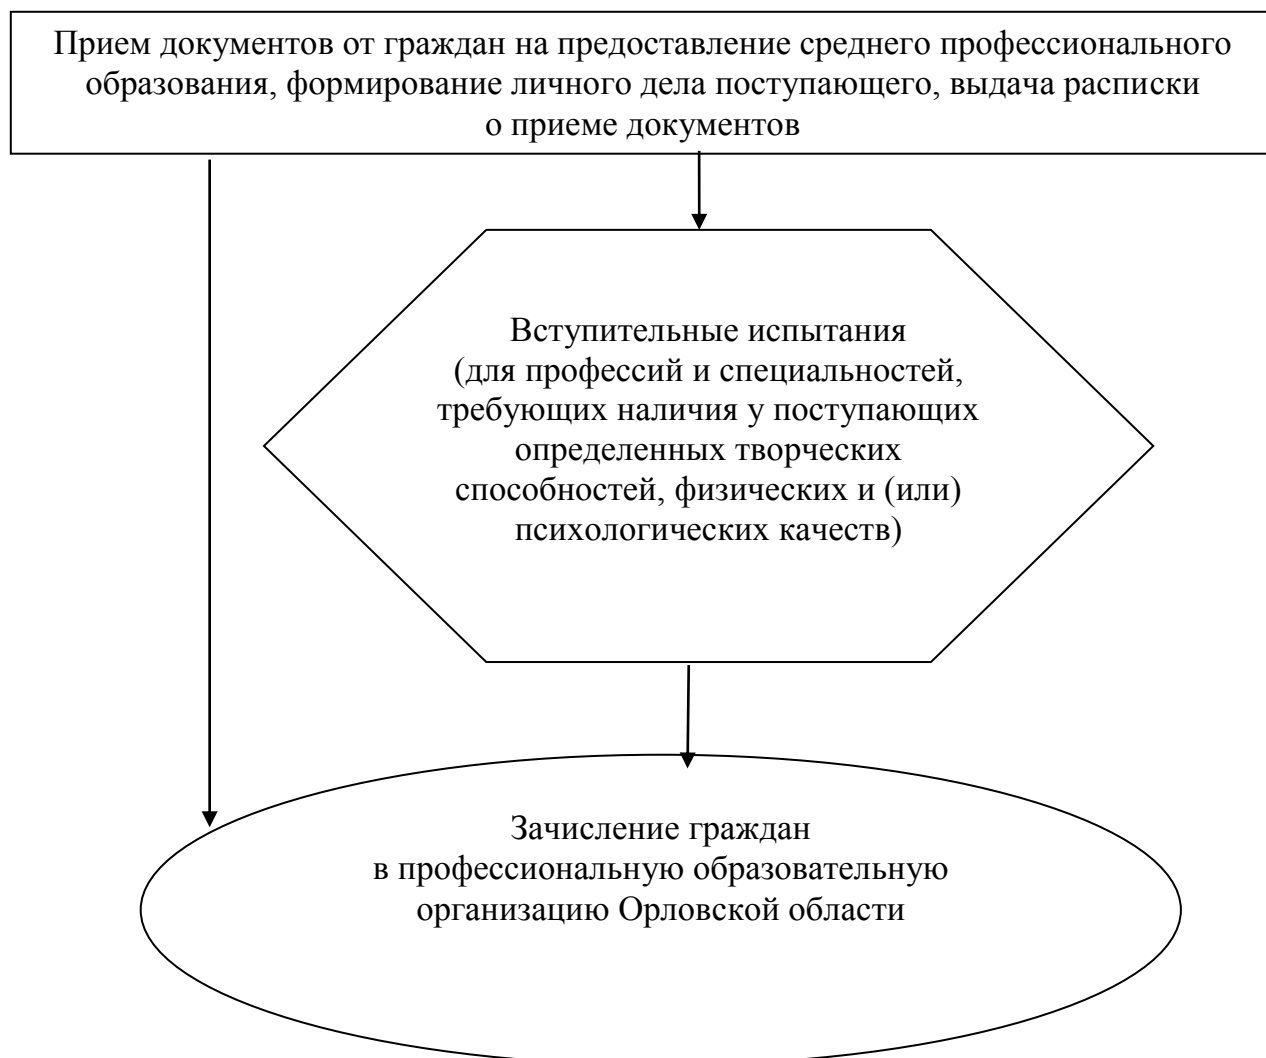 Прием документов от граждан на предоставление среднего профессионального
образования, формирование личного дела поступающего, выдача расписки
о приеме документов
Вступительные испытания
(для профессий и специальностей,
требующих наличия у поступающих
определенных творческих
способностей, физических и (или)
психологических качеств)
Зачисление граждан
в профессиональную образовательную
организацию Орловской области